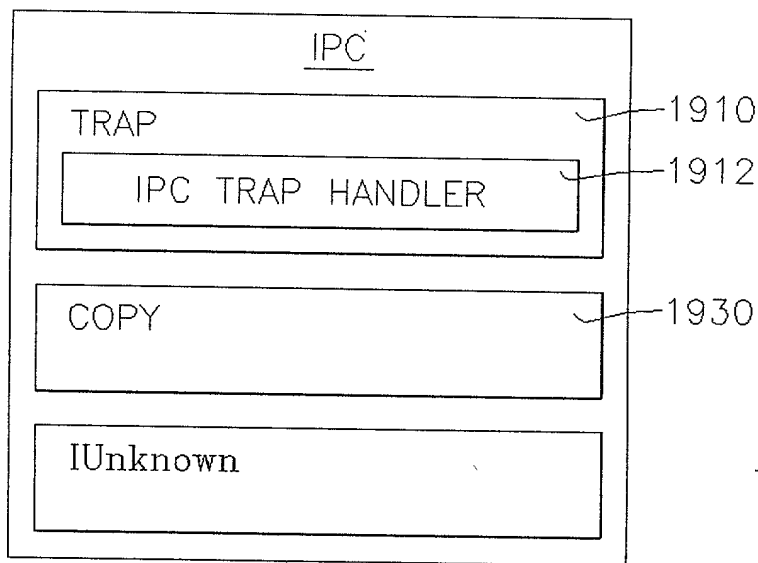 IPC
TRAP
1910
IPC TRAP HANDLER
1912
COPY
1930
IUnknown